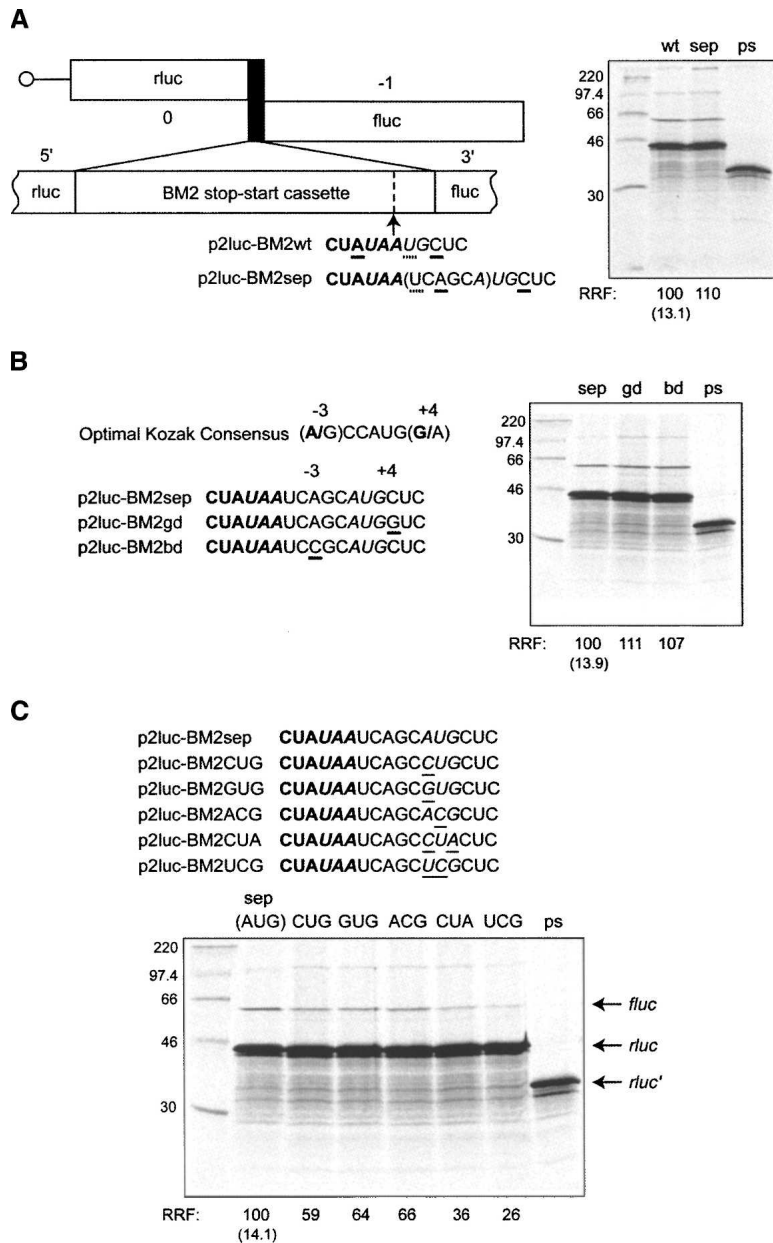 A
rluc
-1
0
fluc
5'
3'
rluc
BM2 stop-start cassette
fluc
p2luc-BM2wt CUAUAAUGCUC
p2luc-BM2sep CUAUAA(UCAGCA)UGCUC
wt sep ps
220
97.4
66
46
30
RRF: 100 110
(13.1)
B
-3 +4
Optimal Kozak Consensus (A/G)CCAUG(G/A)
-3 +4
p2luc-BM2sep CUAUAAUCAGCAUGCUC
p2luc-BM2gd CUAUAAUCAGCAUGGUC
p2luc-BM2bd CUAUAAUCCGCAUGCUC
sep gd bd ps
220
97.4
66
46
30
RRF: 100 111 107
(13.9)
C
p2luc-BM2sep CUAUAAUCAGCAUGCUC
p2luc-BM2CUG CUAUAAUCAGCCUGCUC
p2luc-BM2GUG CUAUAAUCAGCGUGCUC
p2luc-BM2ACG CUAUAAUCAGCACGCUC
p2luc-BM2CUA CUAUAAUCAGCCUACUC
p2luc-BM2UCG CUAUAAUCAGCUCGCUC
sep
(AUG) CUG GUG ACG CUA UCG ps
220
97.4
66
46
30
fluc
rluc
rluc'
RRF: 100 59 64 66 36 26
(14.1)